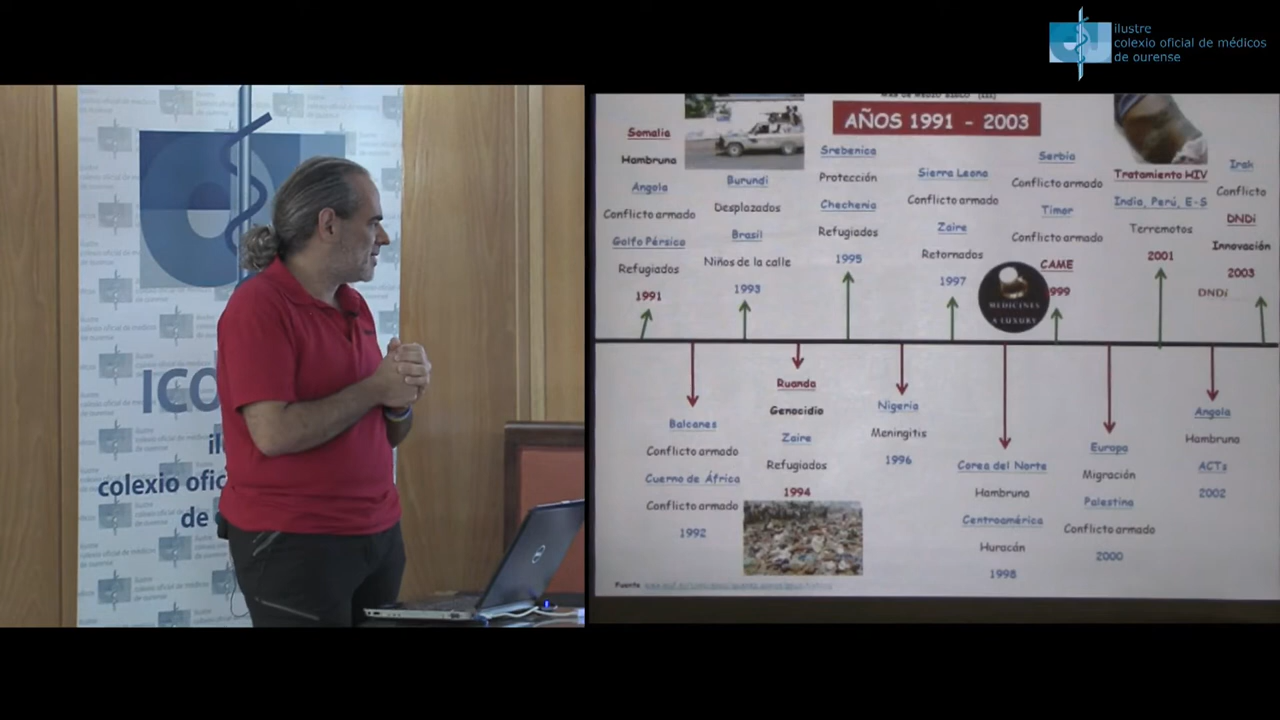 ilustre
colexio oficial de médicos
de ourense
ICO
colexio ofic
de
AÑOS 1991 - 2003
Somalia
Hambruna
Angola
Conflicto armado
Golfo Pérsico
Refugiados
1991
Burundi
Desplazados
Brasil
Niños de la calle
1993
Srebenica
Protección
Chechenia
Refugiados
1995
Sierra Leona
Conflicto armado
Zaire
Retornados
1997
MEDICINES
A LUXURY
Serbia
Conflicto armado
Timor
Conflicto armado
CAME
999
Tratamiento HIV
India, Perú, E-S
Terremotos
2001
Irak
Conflicto
DNDi
Innovación
2003
DNDi
Balcanes
Conflicto armado
Cuerno de África
Conflicto armado
1992
Ruanda
Genocidio
Zaire
Refugiados
1994
Nigeria
Meningitis
1996
Corea del Norte
Hambruna
Centroamérica
Huracán
1998
Europa
Migración
Palestina
Conflicto armado
2000
Angola
Hambruna
ACTs
2002
Fuente